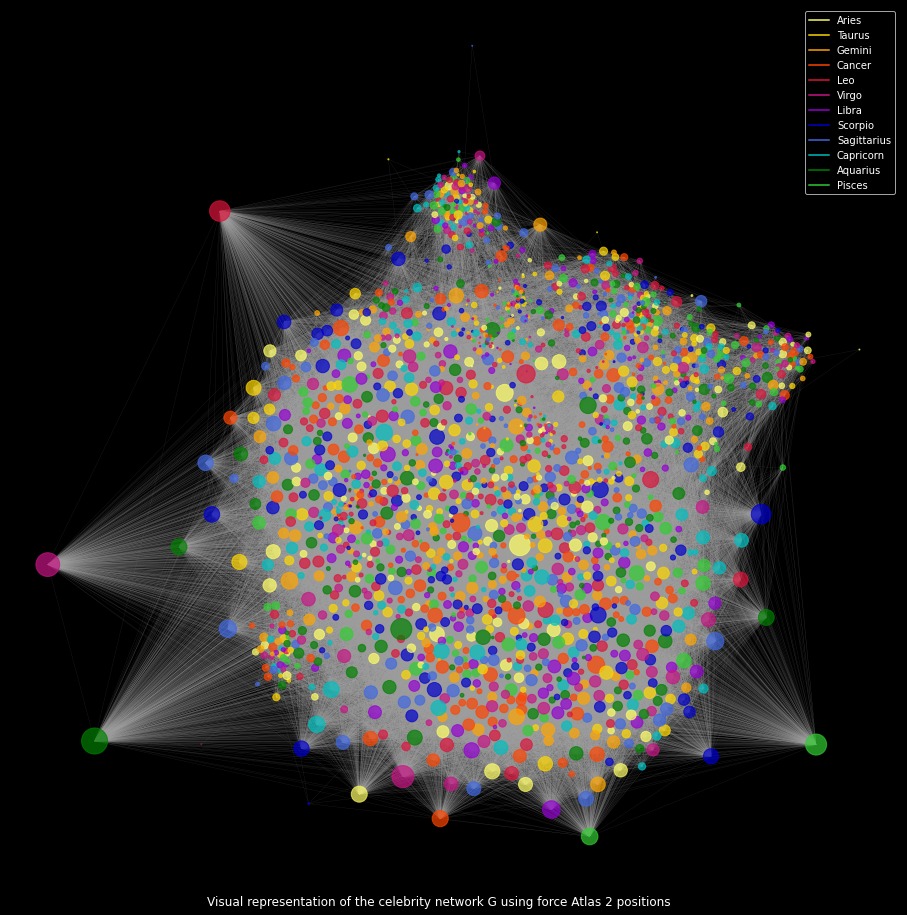 Aries
Taurus
Gemini
Cancer
Leo
Virgo
Libra
Scorpio
Sagittarius
Capricorn
Aquarius
Pisces
Visual representation of the celebrity network G using force Atlas 2 positions